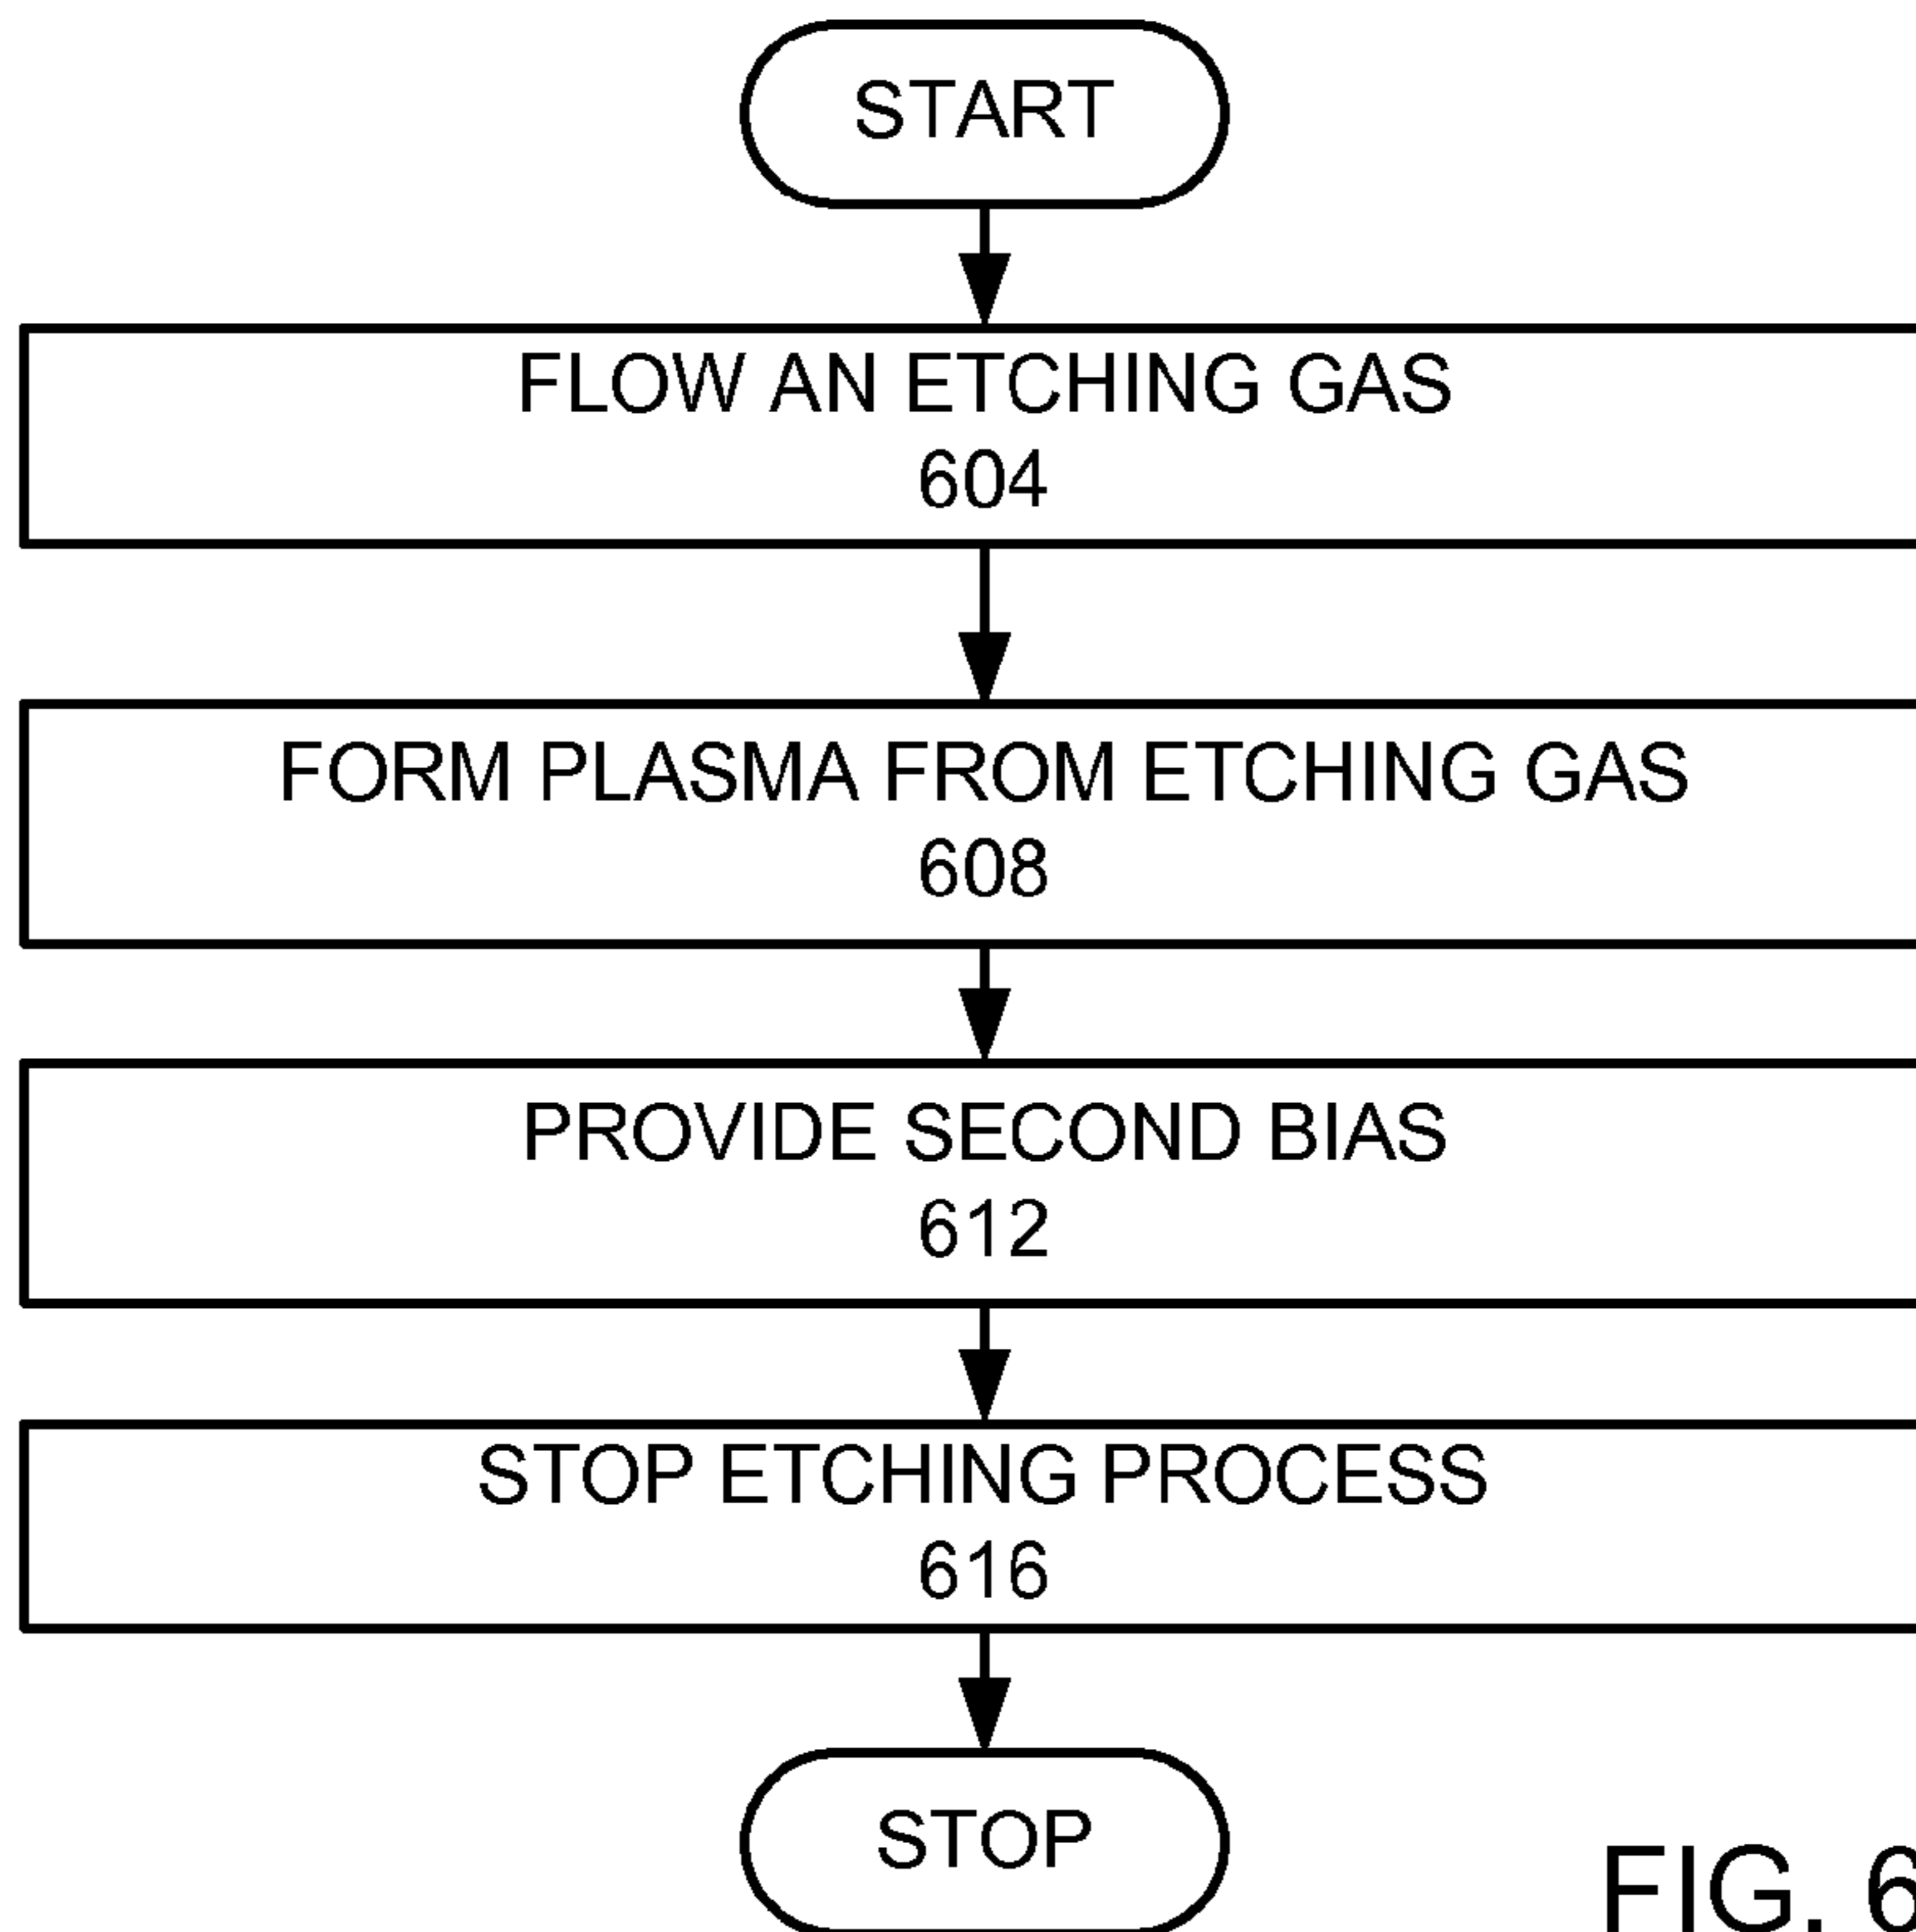 START
FLOW AN ETCHING GAS
604
FORM PLASMA FROM ETCHING GAS
608
PROVIDE SECOND BIAS
612
STOP ETCHING PROCESS
616
STOP
FIG. 6